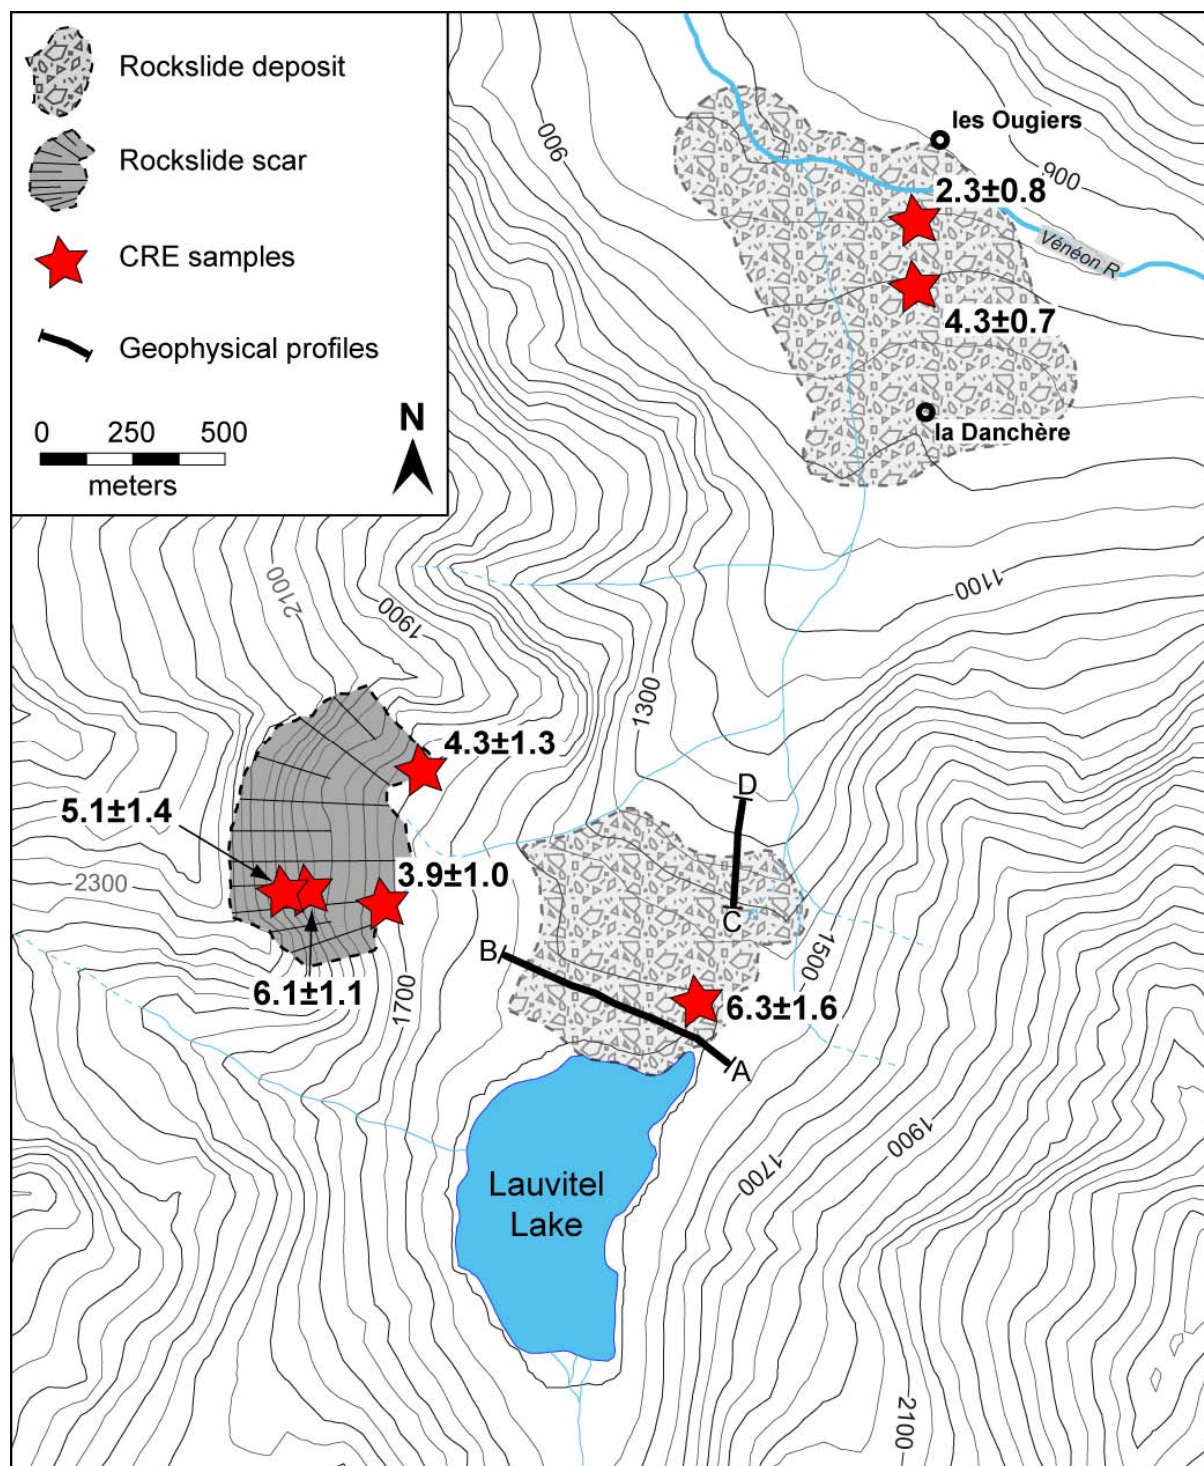 Rockslide deposit
Rockslide scar
CRE samples
Geophysical profiles
0 250 500
meters
N
les Ougiers
900
900
2.3±0.8
Vénéon R
4.3±0.7
la Danchère
2100
1900
1100
1300
4.3±1.3
D
5.1±1.4
3.9±1.0
2300
C
B
1500
6.1±1.1
1700
6.3±1.6
A
1900
1700
Lauvitel
Lake
2100